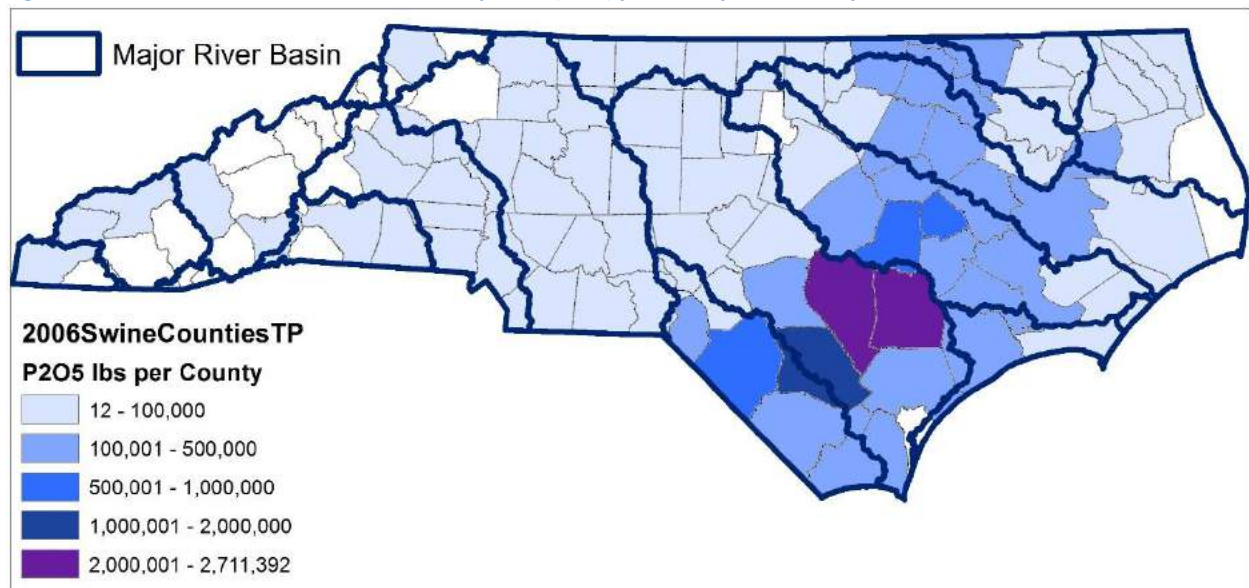 Major River Basin
2006SwineCountiesTP
P2O5 lbs per County
12 - 100,000
100,001 - 500,000
500,001 - 1,000,000
1,000,001 - 2,000,000
2,000,001 - 2,711,392